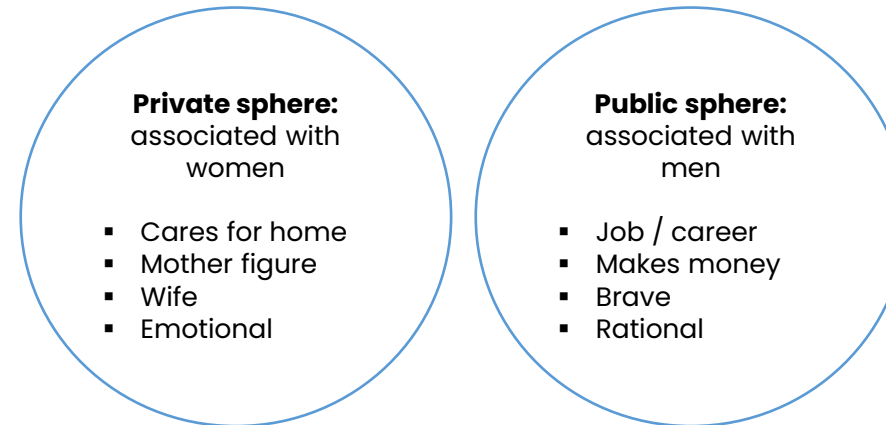 Private sphere:
associated with
women
▪ Cares for home
▪ Mother figure
▪ Wife
▪ Emotional
Public sphere:
associated with
men
▪ Job / career
▪ Makes money
▪ Brave
▪ Rational